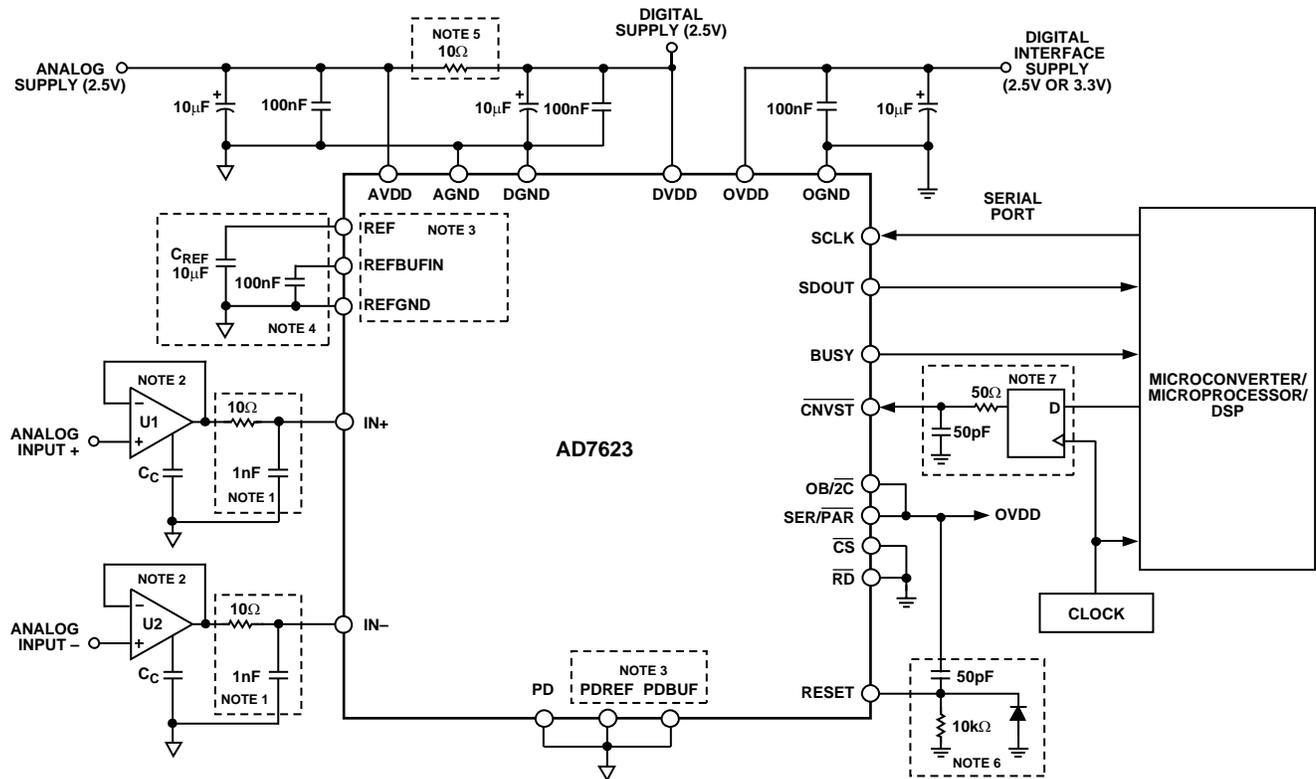 ANALOG
SUPPLY (2.5V)
NOTE 5
10Ω
DIGITAL
SUPPLY (2.5V)
DIGITAL
INTERFACE
SUPPLY
(2.5V OR 3.3V)
10μF
+
100nF
10μF
+
100nF
100nF
10μF
+
AVDD
AGND
DGND
DVDD
OVDD
OGND
SERIAL
PORT
CREF
10μF
100nF
NOTE 4
REF
NOTE 3
REFBUFIN
REFGND
SCLK
SDOUT
BUSY
CNVST
NOTE 7
50Ω
D
50pF
MICROCONVERTER/
MICROPROCESSOR/
DSP
NOTE 2
–
U1
+
ANALOG
INPUT +
CC
10Ω
1nF
NOTE 1
IN+
AD7623
OB/2C
SER/PAR
OVDD
CS
RD
CLOCK
NOTE 2
–
U2
+
ANALOG
INPUT –
CC
10Ω
1nF
NOTE 1
IN–
PD
NOTE 3
PDREF PDBUF
RESET
50pF
10kΩ
NOTE 6